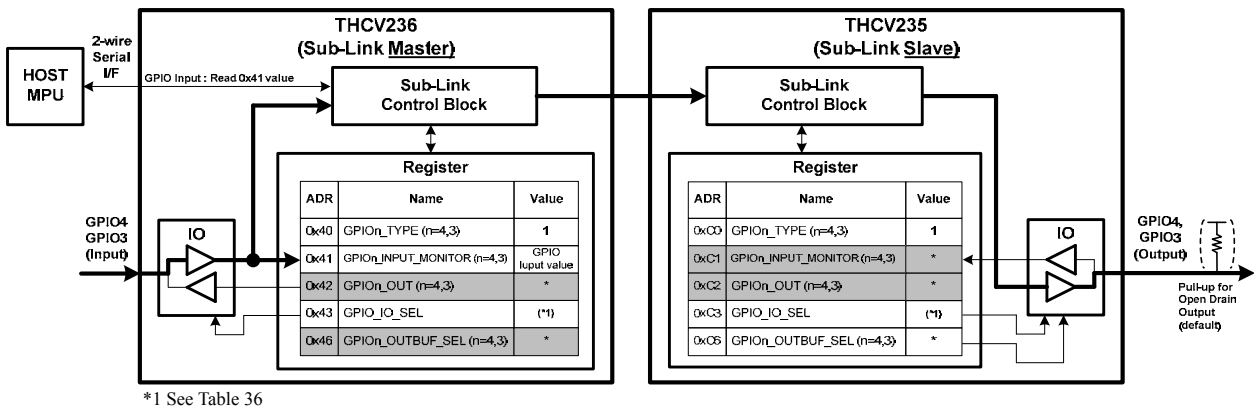 THCV236
(Sub-Link Master)
THCV235
(Sub-Link Slave)
HOST
MPU
2-wire
Serial
I/F
GPIO Input : Read 0x41 value
Sub-Link
Control Block
Sub-Link
Control Block
GPIO4
GPIO3
(Input)
IO
Register
ADR Name Value
0x40 GPIOn_TYPE (n=4,3) 1
0x41 GPIOn_INPUT_MONITOR (n=4,3) GPIO
Iuput value
0x42 GPIOn_OUT (n=4,3) *
0x43 GPIO_IO_SEL (*1)
0x46 GPIOn_OUTBUF_SEL (n=4,3) *
Register
ADR Name Value
0xC0 GPIOn_TYPE (n=4,3) 1
0xC1 GPIOn_INPUT_MONITOR (n=4,3) *
0xC2 GPIOn_OUT (n=4,3) *
0xC3 GPIO_IO_SEL (*1)
0xC6 GPIOn_OUTBUF_SEL (n=4,3) *
IO
GPIO4,
GPIO3
(Output)
Pull-up for
Open Drain
Output
(default)
*1 See Table 36